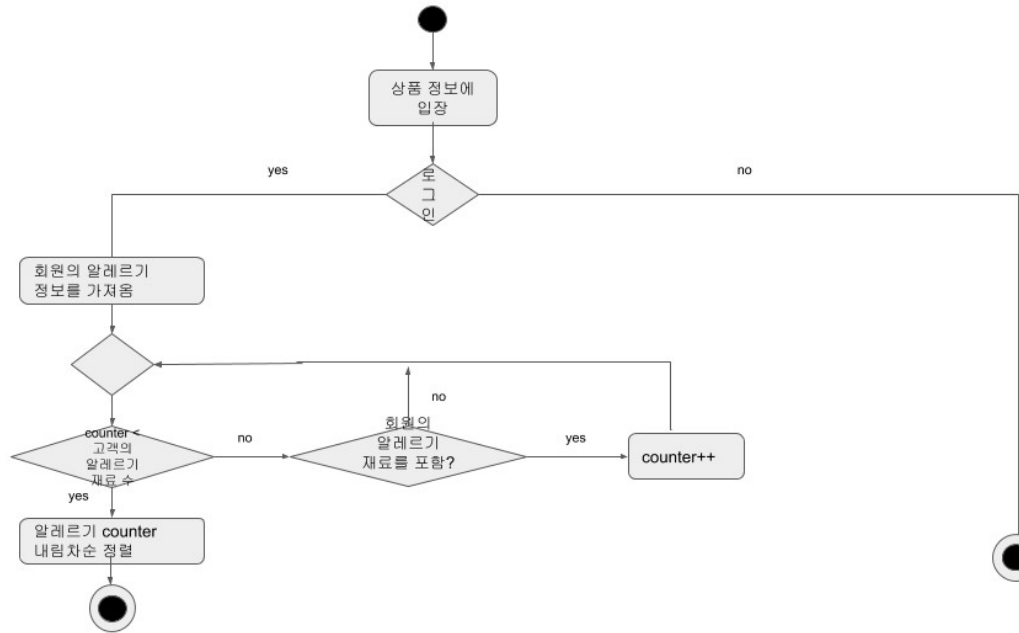 상품 정보에
입장
yes
no
로
그
인
회원의 알레르기
정보를 가져옴
counter <
고객의
알레르기
재료 수
no
yes
회원의
알레르기
재료를 포함?
no
yes
counter++
알레르기 counter
내림차순 정렬